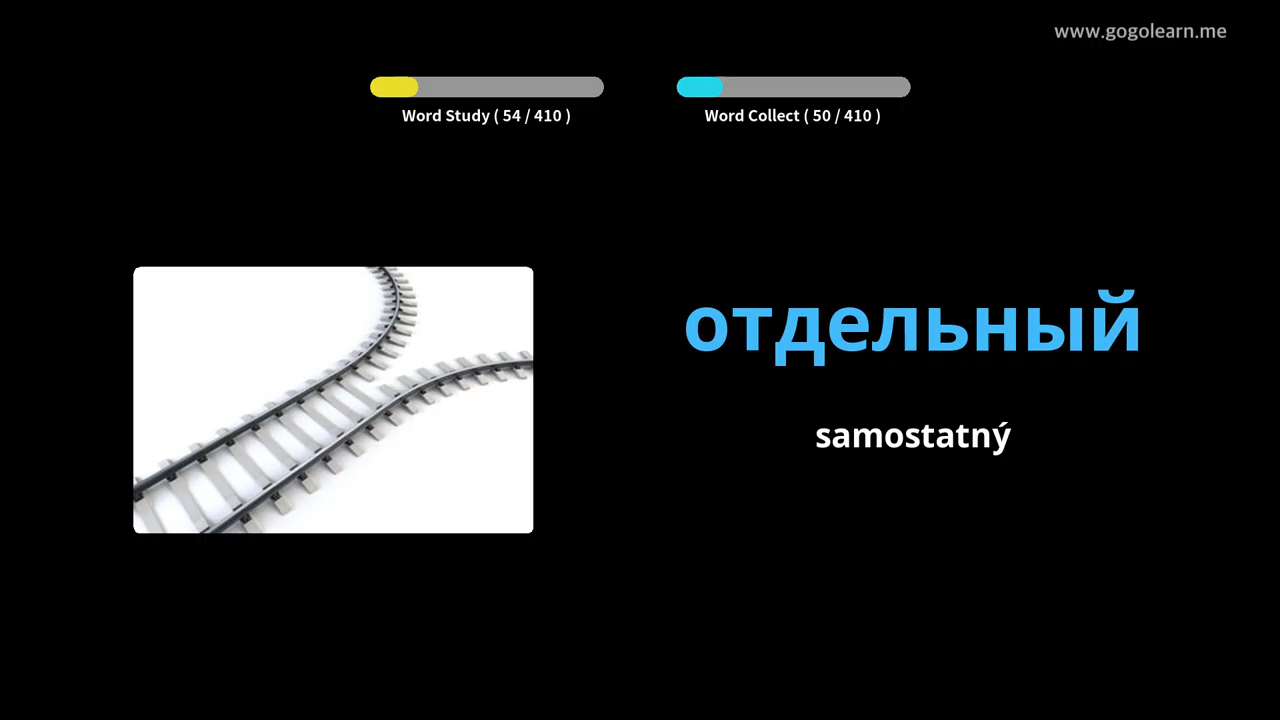 www.gogolearn.me
Word Study ( 54 / 410 )
Word Collect ( 50 / 410 )
отдельный
samostatný